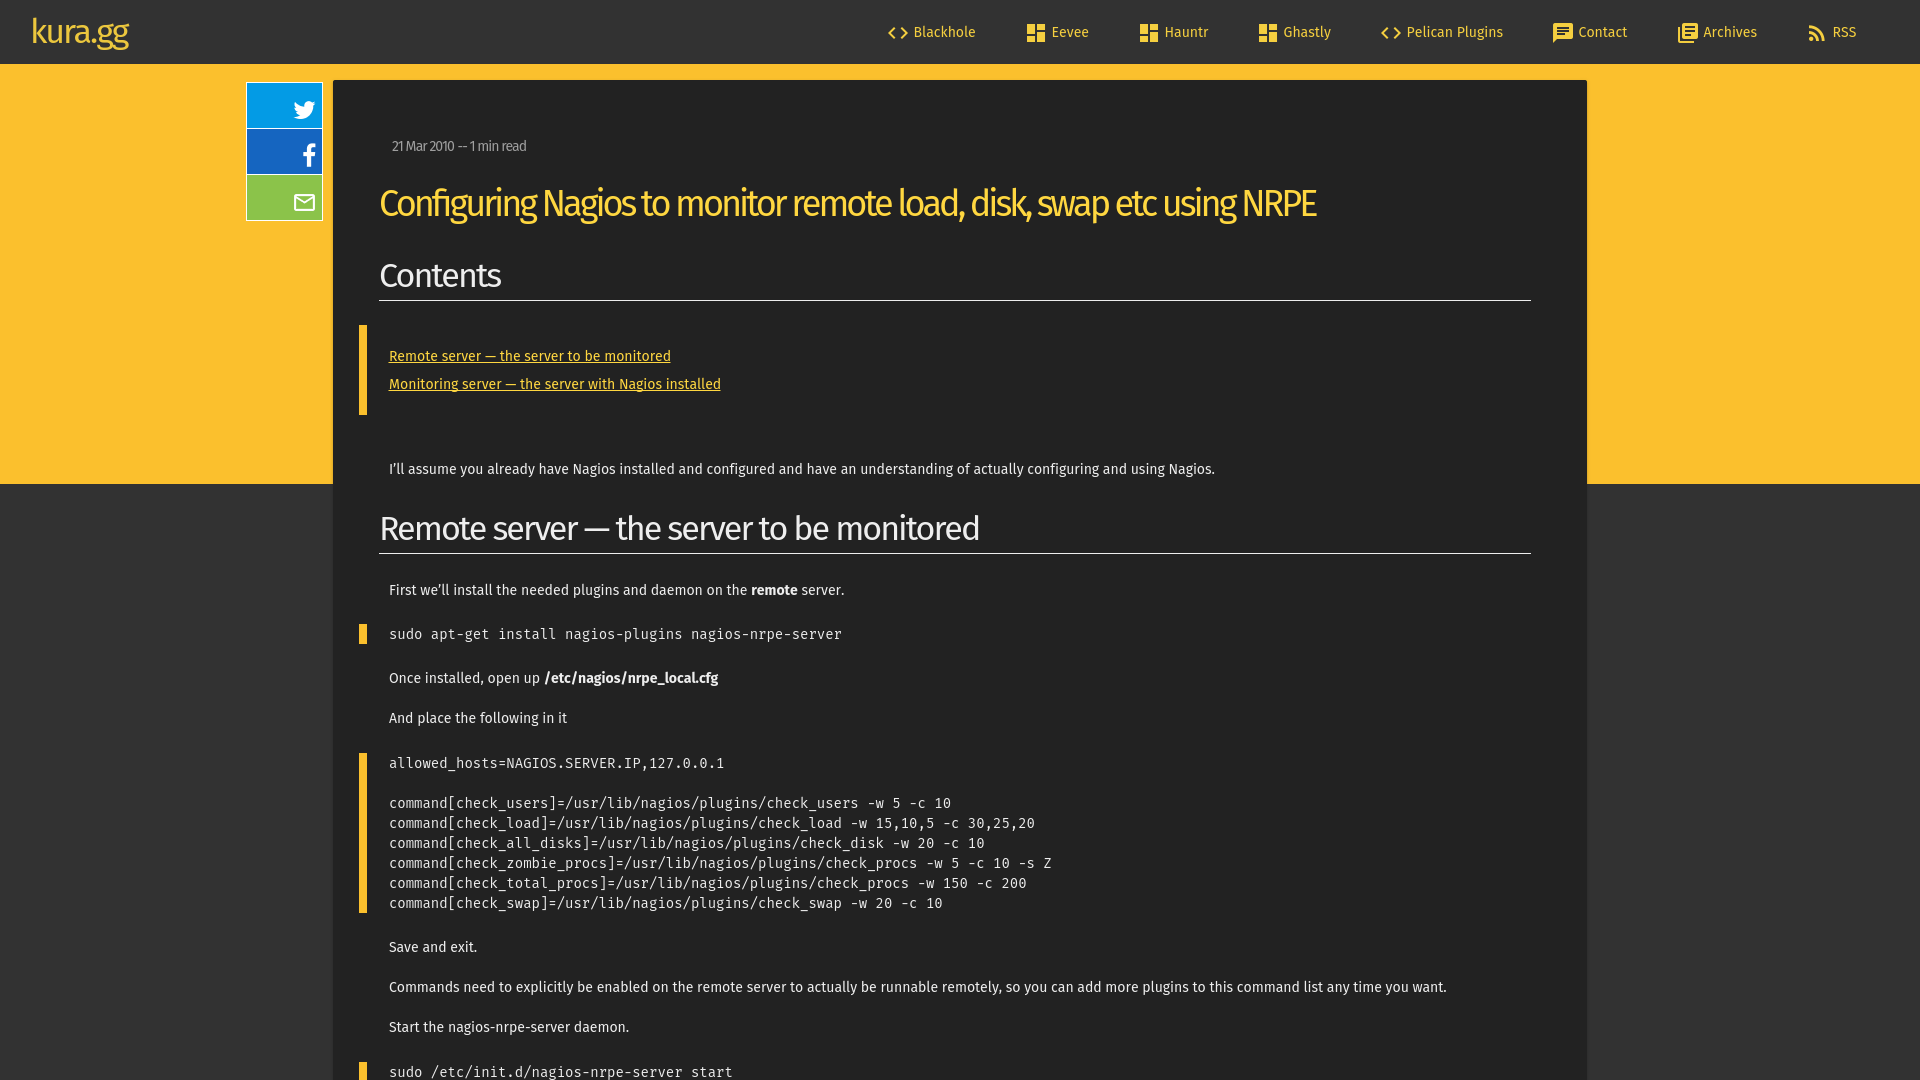 kura.gg
Blackhole
Eevee
Hauntr
Ghastly
Pelican Plugins
Contact
Archives
RSS
21 Mar 2010 -- 1 min read
Configuring Nagios to monitor remote load, disk, swap etc using NRPE
Contents
Remote server — the server to be monitored
Monitoring server — the server with Nagios installed
I’ll assume you already have Nagios installed and configured and have an understanding of actually configuring and using Nagios.
Remote server — the server to be monitored
First we’ll install the needed plugins and daemon on the remote server.
sudo apt-get install nagios-plugins nagios-nrpe-server
Once installed, open up /etc/nagios/nrpe_local.cfg
And place the following in it
allowed_hosts=NAGIOS.SERVER.IP,127.0.0.1
command[check_users]=/usr/lib/nagios/plugins/check_users -w 5 -c 10
command[check_load]=/usr/lib/nagios/plugins/check_load -w 15,10,5 -c 30,25,20
command[check_all_disks]=/usr/lib/nagios/plugins/check_disk -w 20 -c 10
command[check_zombie_procs]=/usr/lib/nagios/plugins/check_procs -w 5 -c 10 -s Z
command[check_total_procs]=/usr/lib/nagios/plugins/check_procs -w 150 -c 200
command[check_swap]=/usr/lib/nagios/plugins/check_swap -w 20 -c 10
Save and exit.
Commands need to explicitly be enabled on the remote server to actually be runnable remotely, so you can add more plugins to this command list any time you want.
Start the nagios-nrpe-server daemon.
sudo /etc/init.d/nagios-nrpe-server start